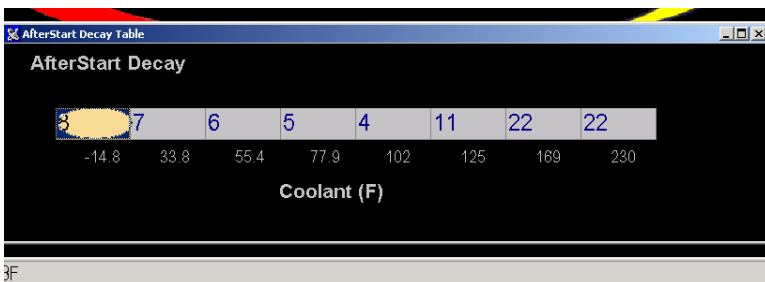 AfterStart Decay Table
AfterStart Decay
8 7 6 5 4 11 22 22
-14.8 33.8 55.4 77.9 102 125 169 230
Coolant (F)